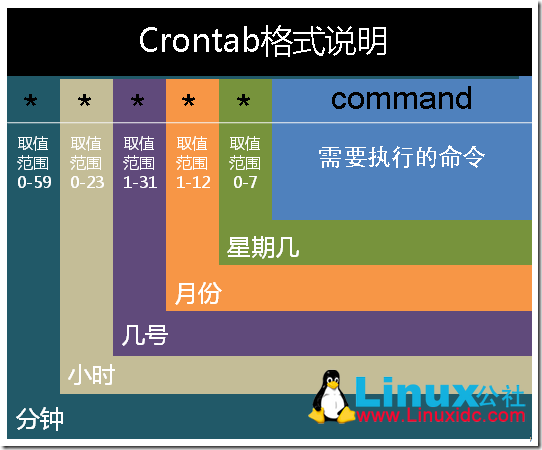 Crontab格式说明
* * * * * command
取值 取值 取值 取值 取值 需要执行的命令
范围 范围 范围 范围 范围
0-59 0-23 1-31 1-12 0-7
星期几
月份
几号
小时
分钟
Linux公社
www.Linuxidc.com